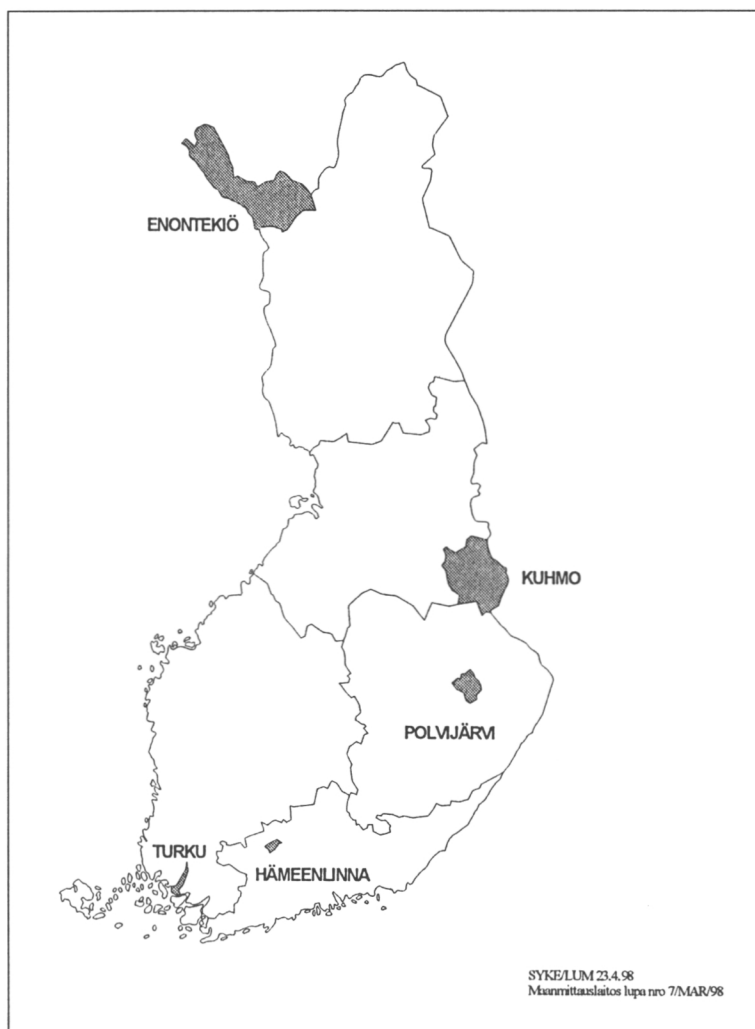 ENONTEKIÖ
KUHMO
POLVIJÄRVI
TURKU
HÄMEENLINNA
SYKE/LUM 23.4.98
Maanmittauslaitos lupa nro 7/MAR/98